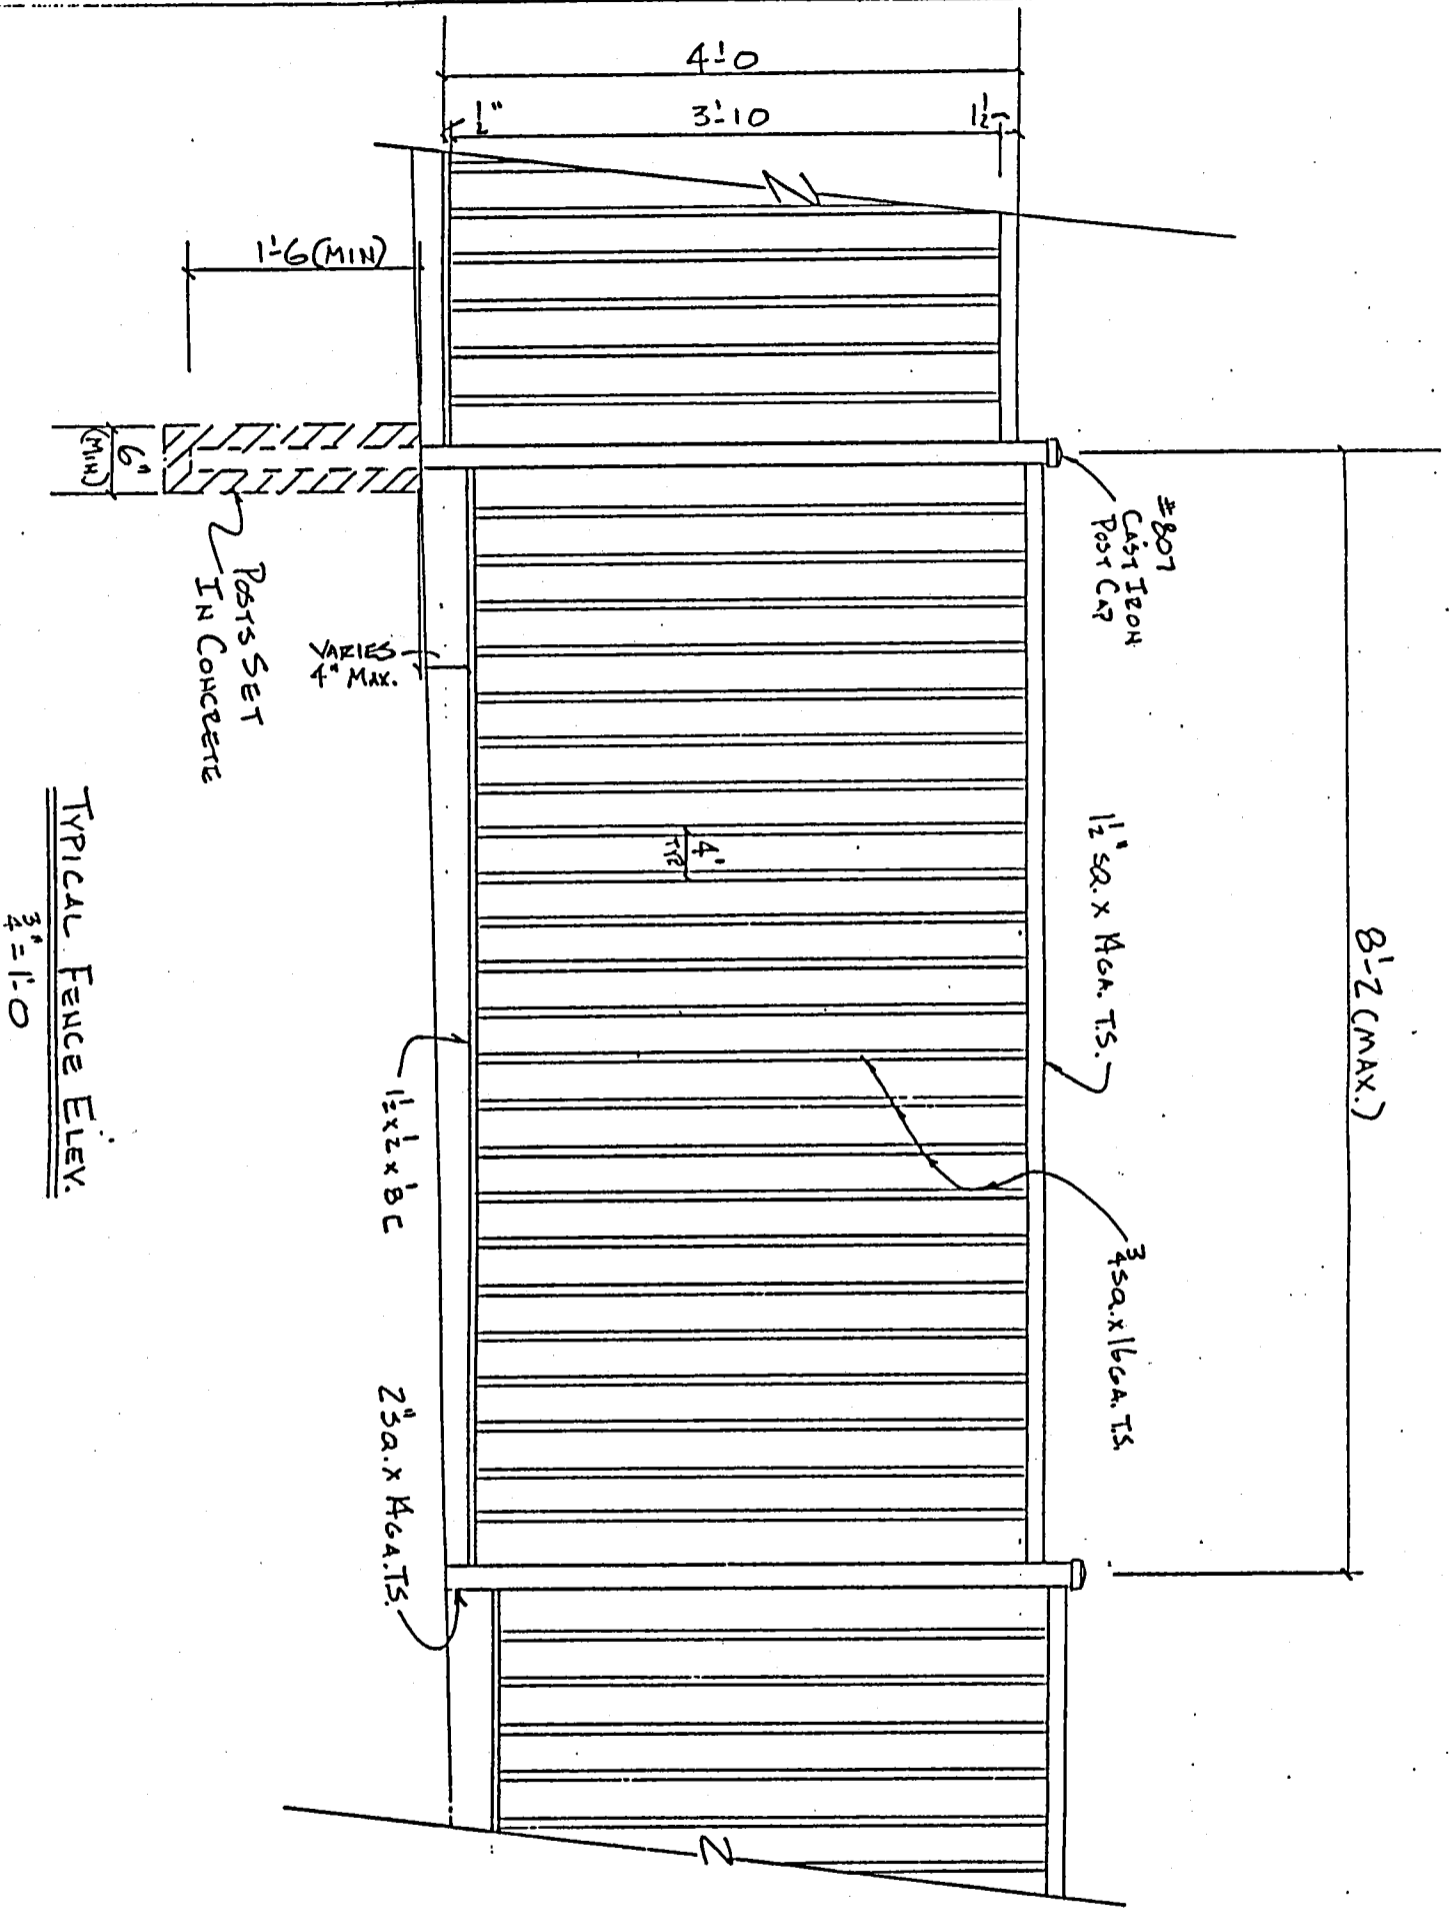 8'-2 (MAX.)
#807
CAST IRON
POST CAP
1½" SQ. X 14GA. T.S.
¾ SQ. X 16GA. T.S.
4'-0
1½
3'-10
½"
4"
TYP
VARIES
4" MAX.
1'-6 (MIN)
6"
(MIN)
POSTS SET
IN CONCRETE
1½ x ½ x ⅛ C
2" SQ. X 14GA. T.S.
TYPICAL FENCE ELEV.
¾" = 1'-0